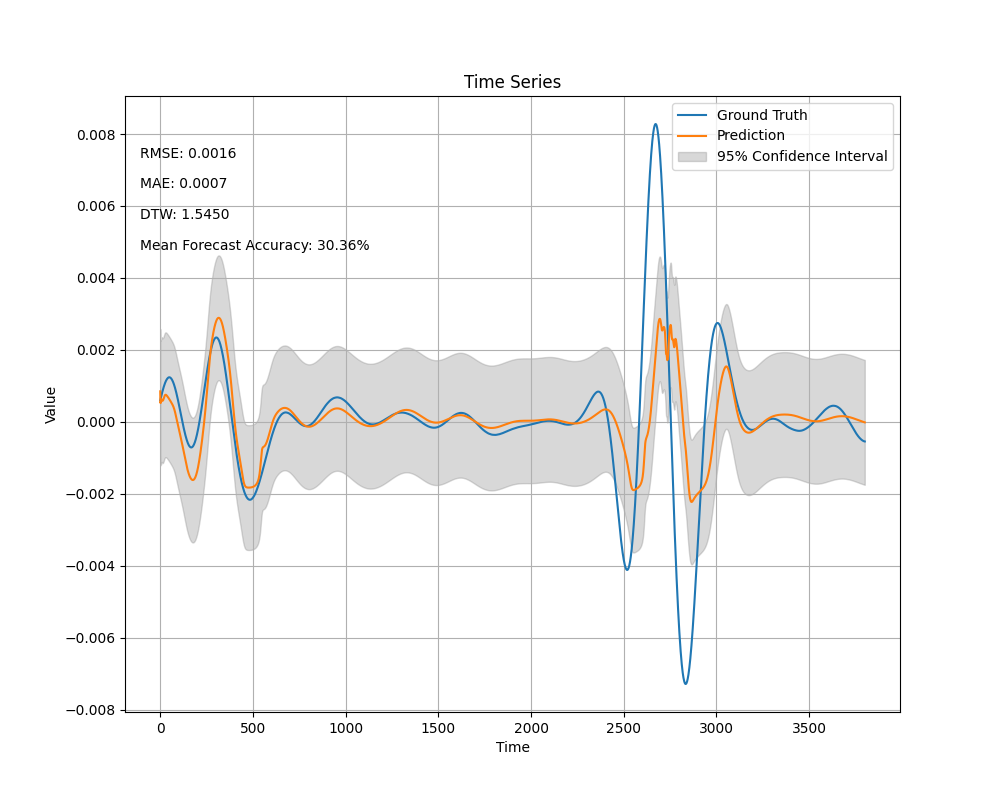 Time Series
Ground Truth
Prediction
95% Confidence Interval
RMSE: 0.0016
MAE: 0.0007
DTW: 1.5450
Mean Forecast Accuracy: 30.36%
Value
0.008
0.006
0.004
0.002
0.000
−0.002
−0.004
−0.006
−0.008
0 500 1000 1500 2000 2500 3000 3500
Time